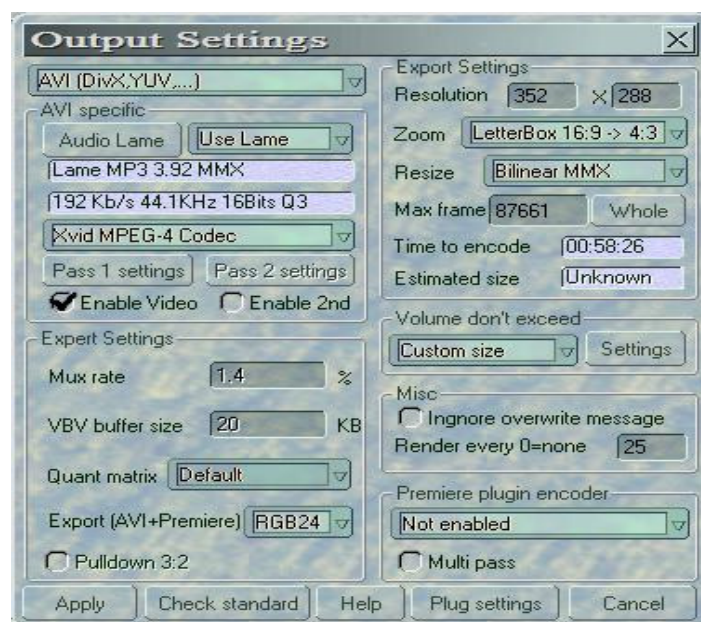 Output Settings
AVI (DivX,YUV,...)
AVI specific
Audio Lame
Use Lame
Lame MP3 3.92 MMX
192 Kb/s 44.1KHz 16Bits Q3
Xvid MPEG-4 Codec
Pass 1 settings
Pass 2 settings
Enable Video
Enable 2nd
Expert Settings
Mux rate 1.4 %
VBV buffer size 20 KB
Quant matrix Default
Export (AVI+Premiere) RGB24
Pulldown 3:2
Export Settings
Resolution 352 X 288
Zoom LetterBox 16:9 -> 4:3
Resize Bilinear MMX
Max frame 87661 Whole
Time to encode 00:58:26
Estimated size Unknown
Volume don't exceed
Custom size Settings
Misc
Ingnore overwrite message
Render every 0=none 25
Premiere plugin encoder
Not enabled
Multi pass
Apply Check standard Help Plug settings Cancel